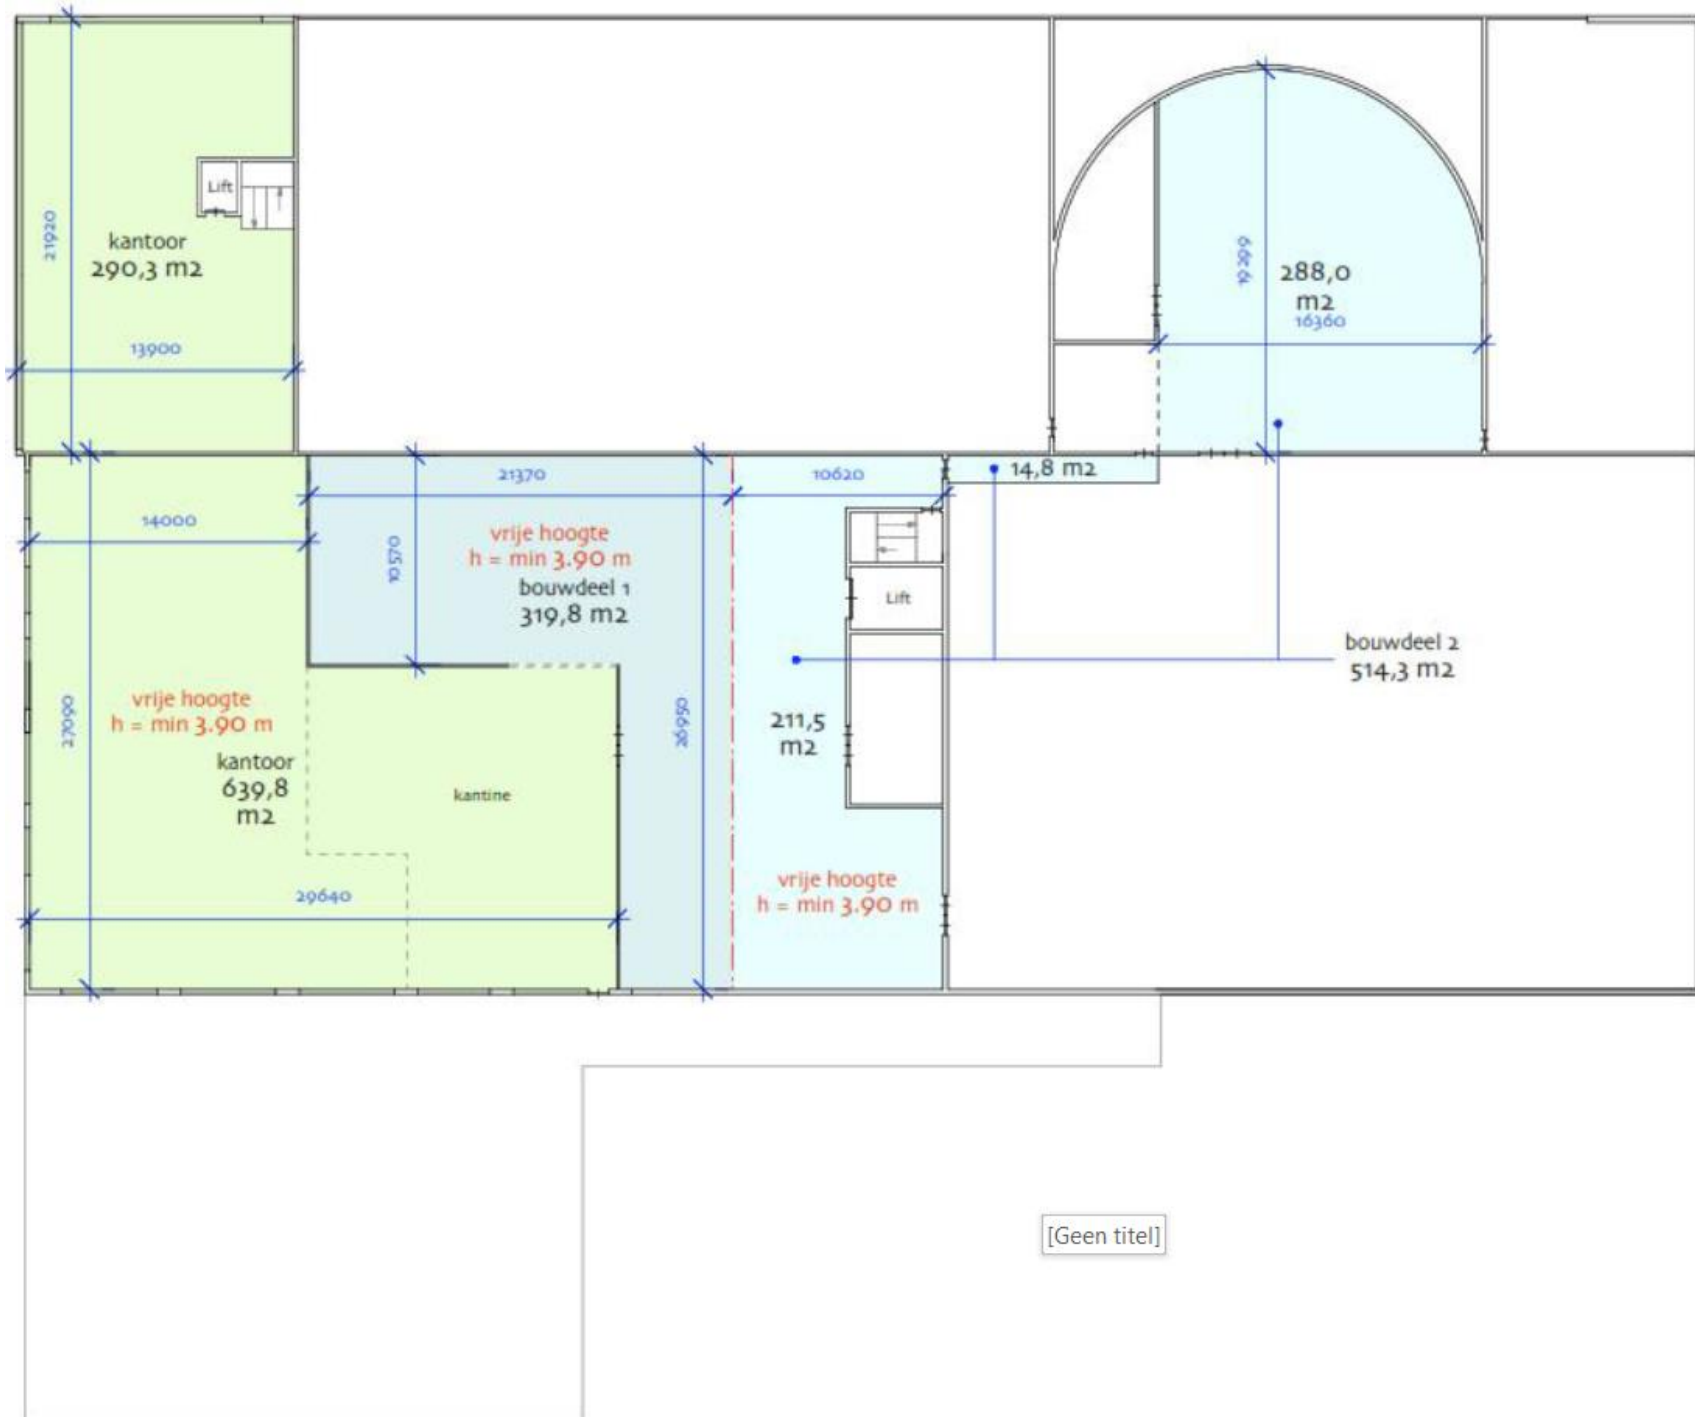 Lift
21920
kantoor
290,3 m2
13900
19299
288,0
m2
16360
14,8 m2
21370
10620
14000
10570
vrije hoogte
h = min 3.90 m
bouwdeel 1
319,8 m2
Lift
bouwdeel 2
514,3 m2
27090
vrije hoogte
h = min 3.90 m
kantoor
639,8
m2
kantine
26950
211,5
m2
29640
vrije hoogte
h = min 3.90 m
[Geen titel]